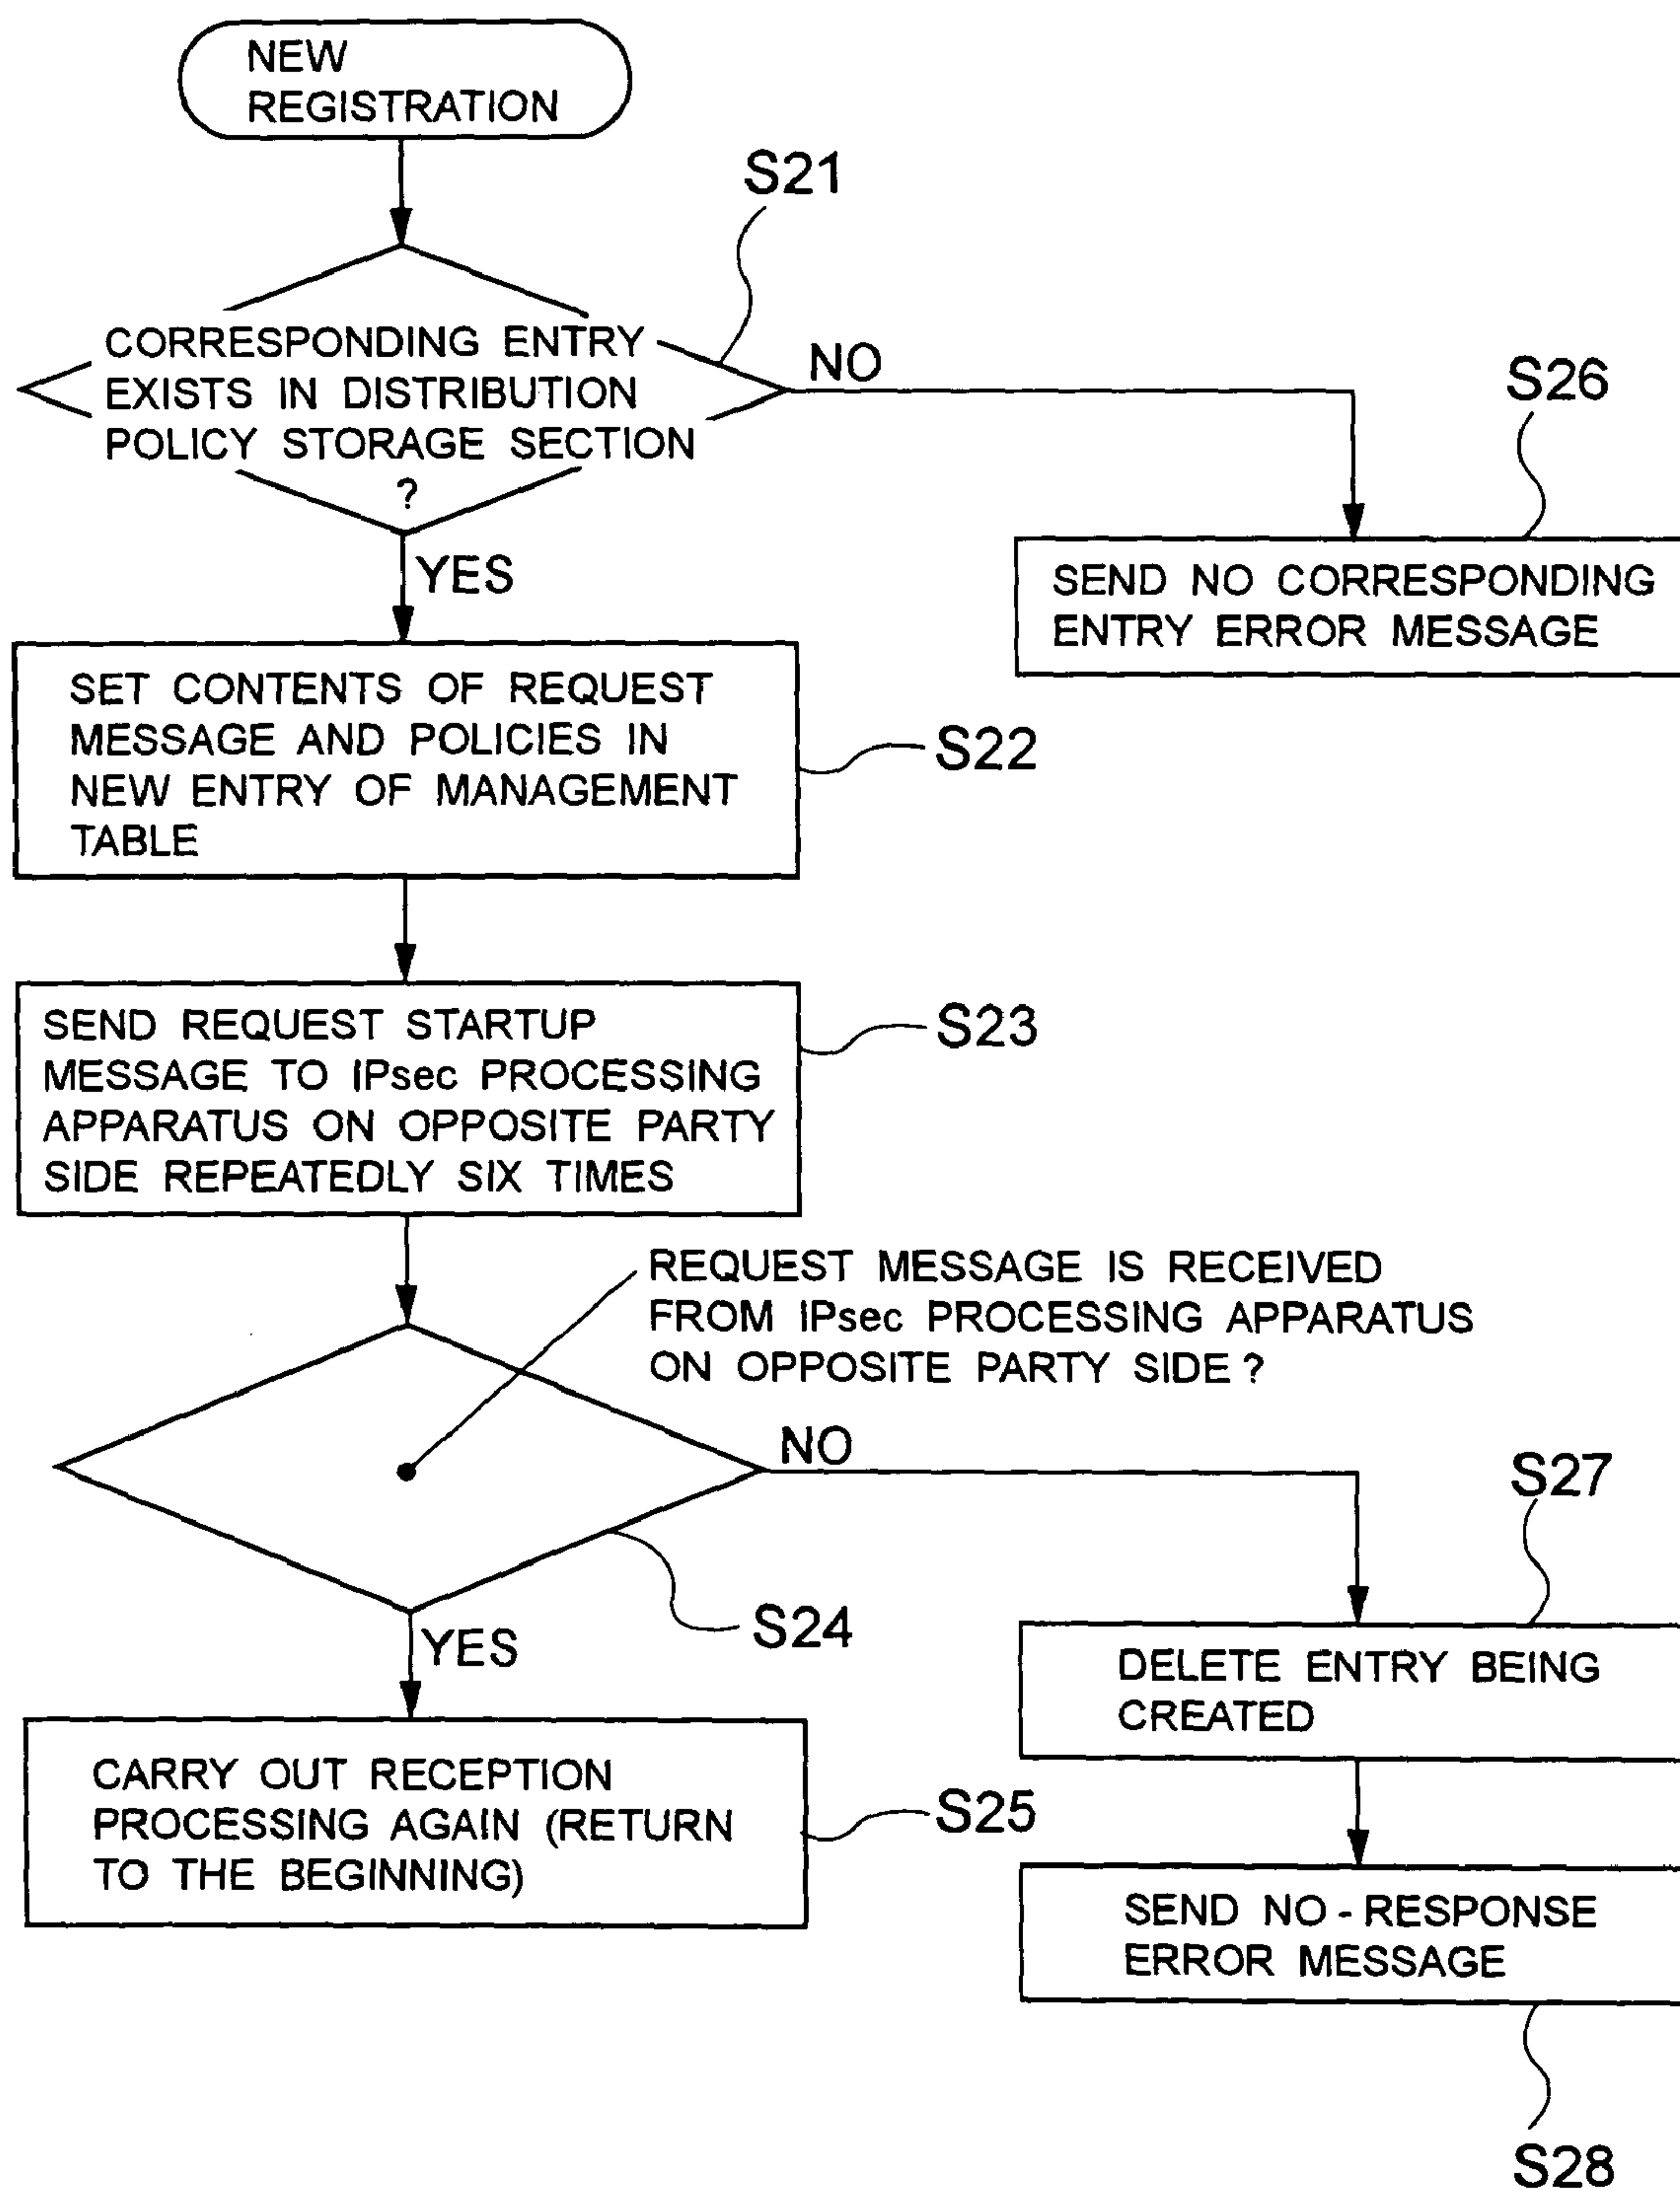 NEW
REGISTRATION
S21
CORRESPONDING ENTRY
EXISTS IN DISTRIBUTION
POLICY STORAGE SECTION
?
NO
S26
YES
SEND NO CORRESPONDING
ENTRY ERROR MESSAGE
SET CONTENTS OF REQUEST
MESSAGE AND POLICIES IN
NEW ENTRY OF MANAGEMENT
TABLE
S22
SEND REQUEST STARTUP
MESSAGE TO IPsec PROCESSING
APPARATUS ON OPPOSITE PARTY
SIDE REPEATEDLY SIX TIMES
S23
REQUEST MESSAGE IS RECEIVED
FROM IPsec PROCESSING APPARATUS
ON OPPOSITE PARTY SIDE ?
NO
S27
S24
YES
DELETE ENTRY BEING
CREATED
CARRY OUT RECEPTION
PROCESSING AGAIN (RETURN
TO THE BEGINNING)
S25
SEND NO - RESPONSE
ERROR MESSAGE
S28